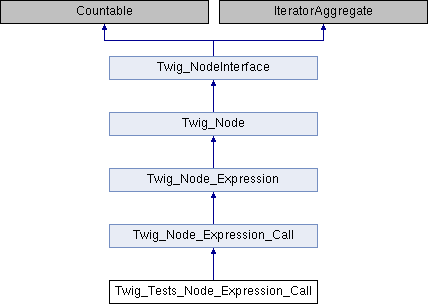 Countable
IteratorAggregate
Twig_NodeInterface
Twig_Node
Twig_Node_Expression
Twig_Node_Expression_Call
Twig_Tests_Node_Expression_Call